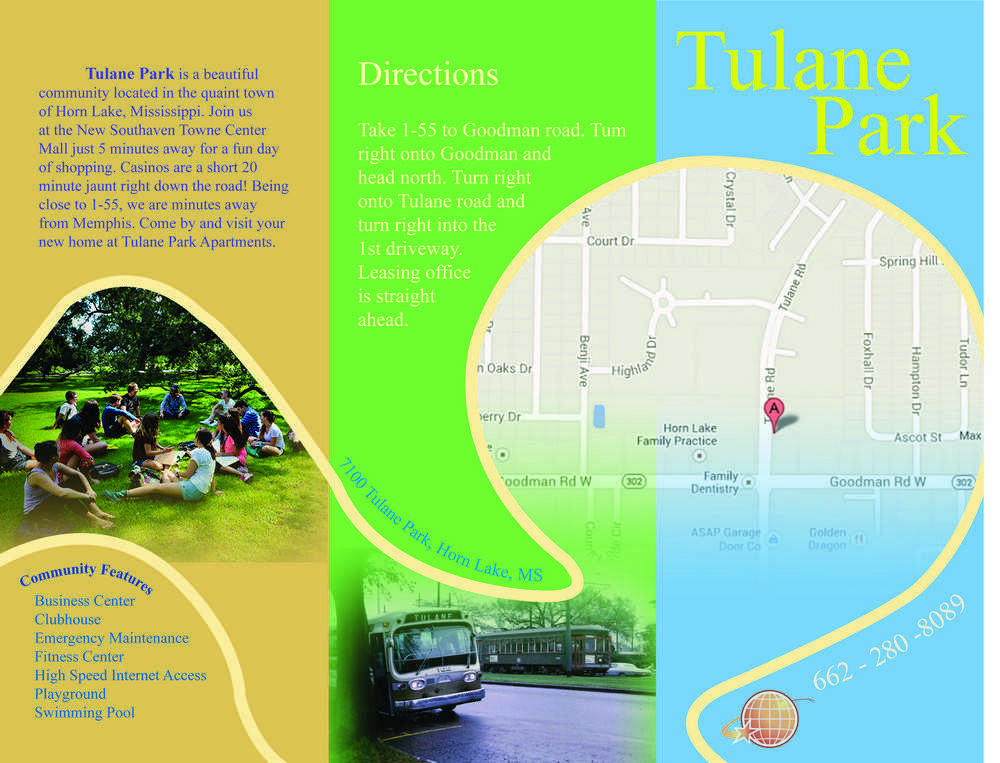 Tulane Park is a beautiful
community located in the quaint town
of Horn Lake, Mississippi. Join us
at the New Southaven Towne Center
Mall just 5 minutes away for a fun day
of shopping. Casinos are a short 20
minute jaunt right down the road! Being
close to 1-55, we are minutes away
from Memphis. Come by and visit your
new home at Tulane Park Apartments.
Community Features
Business Center
Clubhouse
Emergency Maintenance
Fitness Center
High Speed Internet Access
Playground
Swimming Pool
Directions
Take 1-55 to Goodman road. Turn
right onto Goodman and
head north. Turn right
onto Tulane road and
turn right into the
1st driveway.
Leasing office
is straight
ahead.
7100 Tulane Park, Horn Lake, MS
TULANE
Tulane
Park
Crystal Dr
Ave
Court Dr
Spring Hill
Tulane Rd
Benji Ave
Highland Dr
n Oaks Dr
Foxhall Dr
Hampton Dr
Tudor Ln
Rd
A
erry Dr
Horn Lake
Family Practice
Ascot St
Max
Family
Dentistry
oodman Rd W
302
Goodman Rd W
302
ASAP Garage
Door Co
Golden
Dragon
662 - 280 -8089